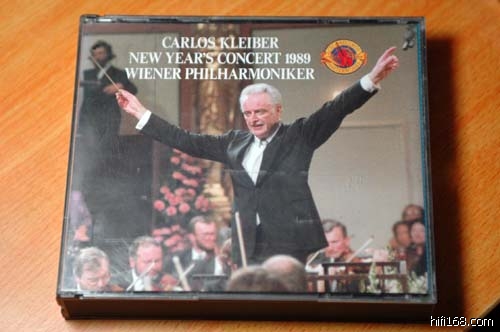 CARLOS KLEIBER
NEW YEAR'S CONCERT 1989
WIENER PHILHARMONIKER
hifi168.com